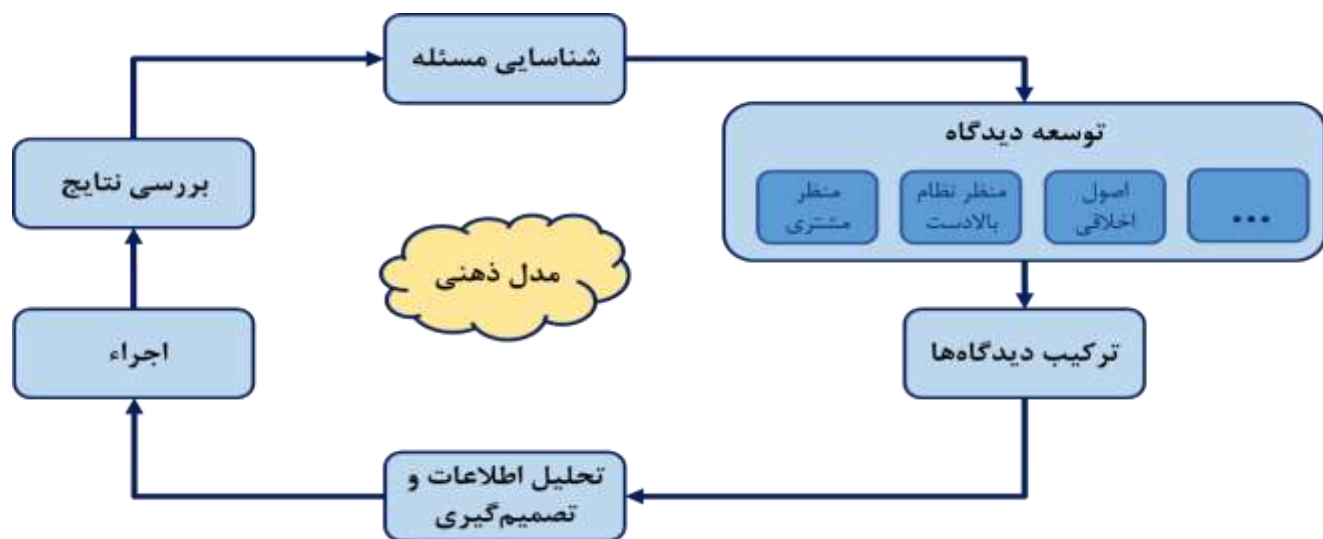 شناسایی مسئله
توسعه دیدگاه
...
اصول
اخلاقی
منظر نظام
بالادست
منظر
مشتری
بررسی نتایج
مدل ذهنی
ترکیب دیدگاه‌ها
اجراء
تحلیل اطلاعات و
تصمیم‌گیری